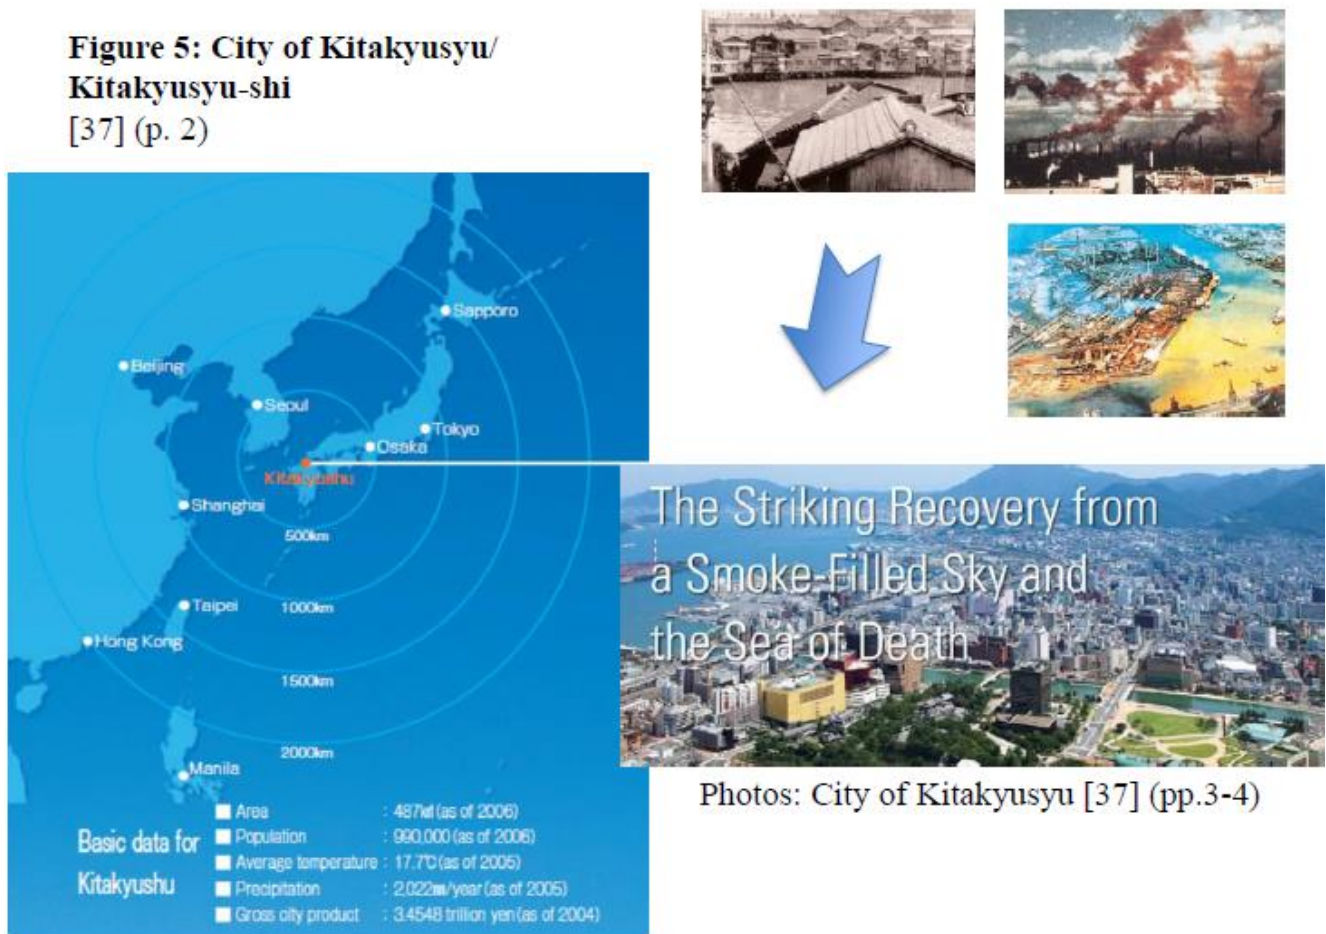 Figure 5: City of Kitakyusyu/
Kitakyusyu-shi
[37] (p. 2)
Sapporo
Beijing
Seoul
Tokyo
Osaka
Kitakyushu
Shanghai
500km
Taipei
1000km
Hong Kong
1500km
2000km
Manila
Basic data for
Kitakyushu
Area : 487㎢ (as of 2006)
Population : 990,000 (as of 2006)
Average temperature : 17.7℃ (as of 2005)
Precipitation : 2,022㎜/year (as of 2005)
Gross city product : 3.4548 trillion yen (as of 2004)
The Striking Recovery from
a Smoke-Filled Sky and
the Sea of Death
Photos: City of Kitakyusyu [37] (pp.3-4)